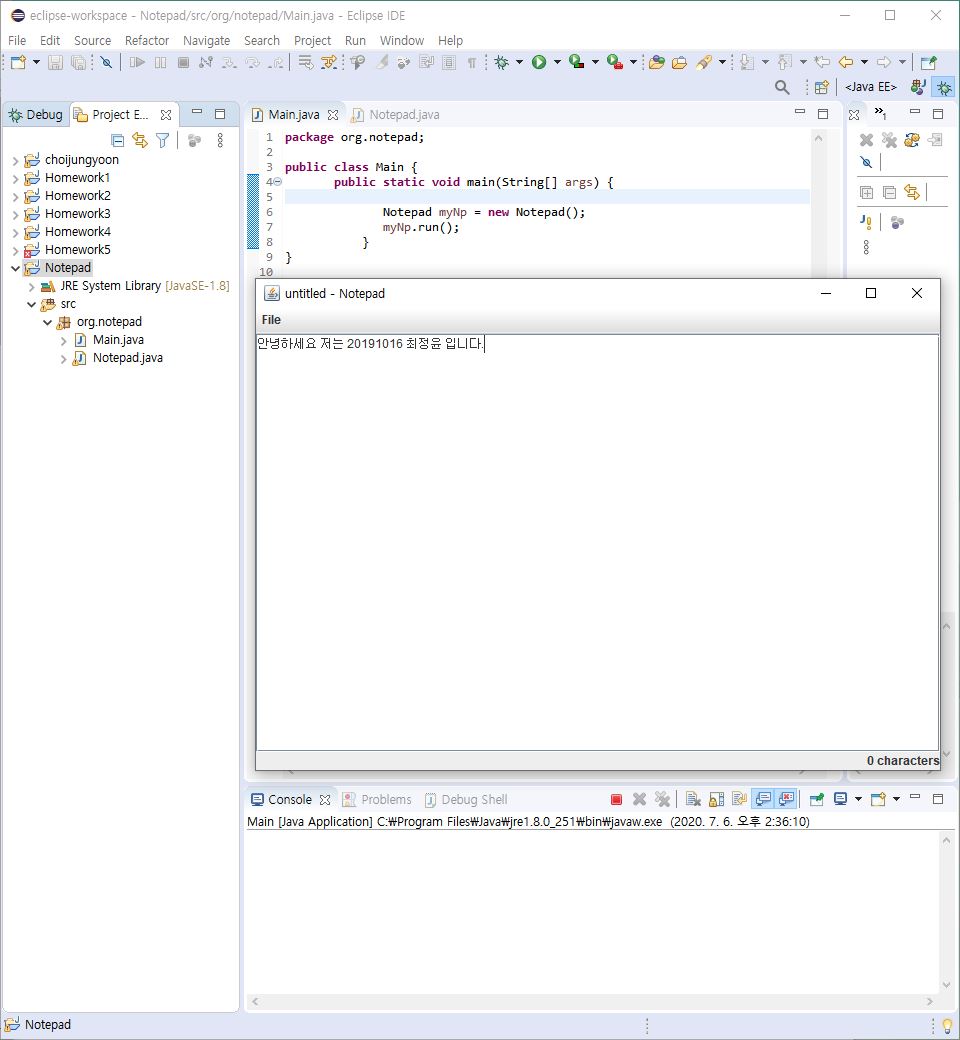 eclipse-workspace - Notepad/src/org/notepad/Main.java - Eclipse IDE
File Edit Source Refactor Navigate Search Project Run Window Help
<Java EE>
Debug Project E...
choijungyoon
Homework1
Homework2
Homework3
Homework4
Homework5
Notepad
JRE System Library [JavaSE-1.8]
src
org.notepad
Main.java
Notepad.java
Main.java Notepad.java
1 package org.notepad;
2
3 public class Main {
4 public static void main(String[] args) {
5
6 Notepad myNp = new Notepad();
7 myNp.run();
8 }
9 }
10
untitled - Notepad
File
안녕하세요 저는 20191016 최정윤 입니다.
0 characters
Console Problems Debug Shell
Main [Java Application] C:₩Program Files₩Java₩jre1.8.0_251₩bin₩javaw.exe (2020. 7. 6. 오후 2:36:10)
Notepad